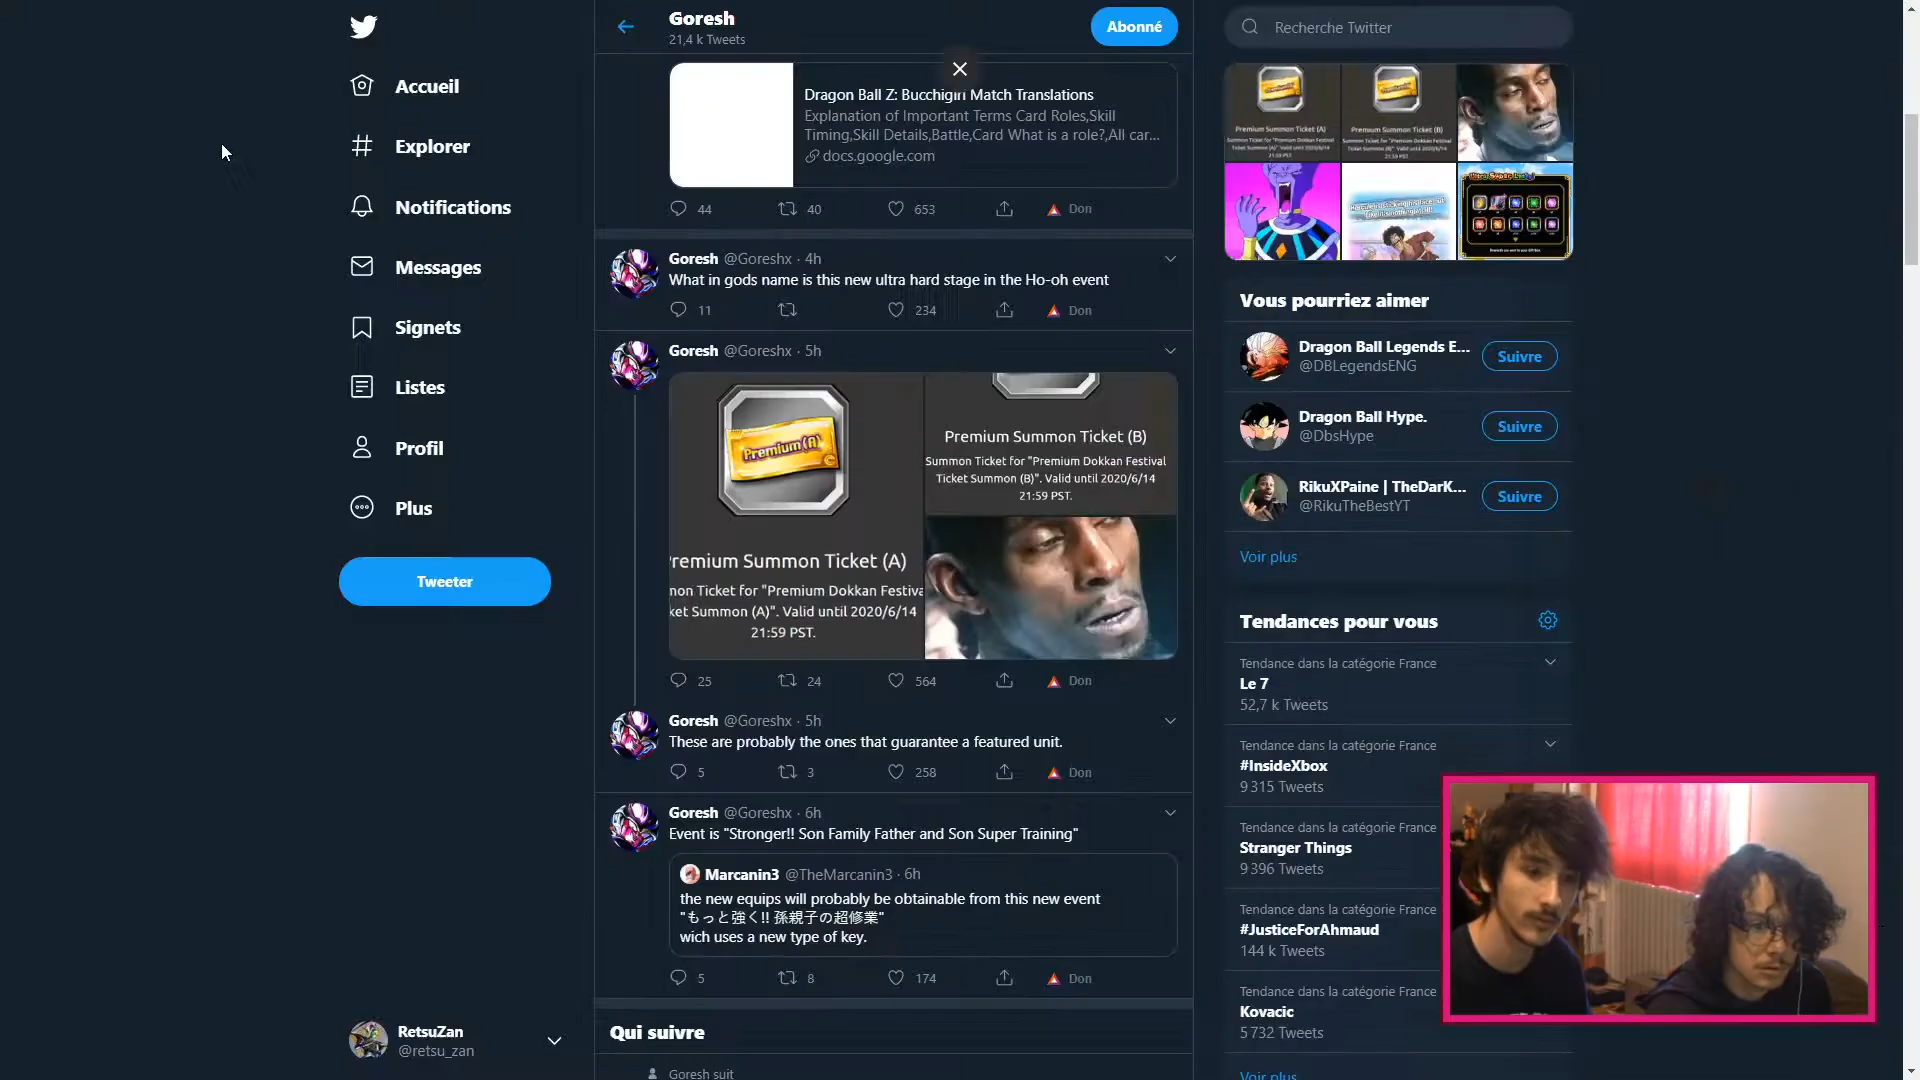 Accueil
Explorer
Notifications
Messages
Signets
Listes
Profil
Plus
Tweeter
RetsuZan
@retsu_zan
Goresh
21,4 k Tweets
Abonné
Dragon Ball Z: Bucchigiri Match Translations
Explanation of Important Terms Card Roles,Skill
Timing,Skill Details,Battle,Card What is a role?,All car...
docs.google.com
44 40 653 Don
Goresh @Goreshx · 4h
What in gods name is this new ultra hard stage in the Ho-oh event
11 234 Don
Goresh @Goreshx · 5h
Premium (A)
remium Summon Ticket (A)
non Ticket for "Premium Dokkan Festiva
ket Summon (A)". Valid until 2020/6/14
21:59 PST.
Premium Summon Ticket (B)
Summon Ticket for "Premium Dokkan Festival
Ticket Summon (B)". Valid until 2020/6/14
21:59 PST.
25 24 564 Don
Goresh @Goreshx · 5h
These are probably the ones that guarantee a featured unit.
5 3 258 Don
Goresh @Goreshx · 6h
Event is "Stronger!! Son Family Father and Son Super Training"
Marcanin3 @TheMarcanin3 · 6h
the new equips will probably be obtainable from this new event
"もっと強く!! 孫親子の超修業"
wich uses a new type of key.
5 8 174 Don
Qui suivre
Goresh suit
Recherche Twitter
Premium Summon Ticket (A)
Premium Summon Ticket (B)
Vous pourriez aimer
Dragon Ball Legends E...
@DBLegendsENG
Suivre
Dragon Ball Hype.
@DbsHype
Suivre
RikuXPaine | TheDarK...
@RikuTheBestYT
Suivre
Voir plus
Tendances pour vous
Tendance dans la catégorie France
Le 7
52,7 k Tweets
Tendance dans la catégorie France
#InsideXbox
9 315 Tweets
Tendance dans la catégorie France
Stranger Things
9 396 Tweets
Tendance dans la catégorie France
#JusticeForAhmaud
144 k Tweets
Tendance dans la catégorie France
Kovacic
5 732 Tweets
Voir plus